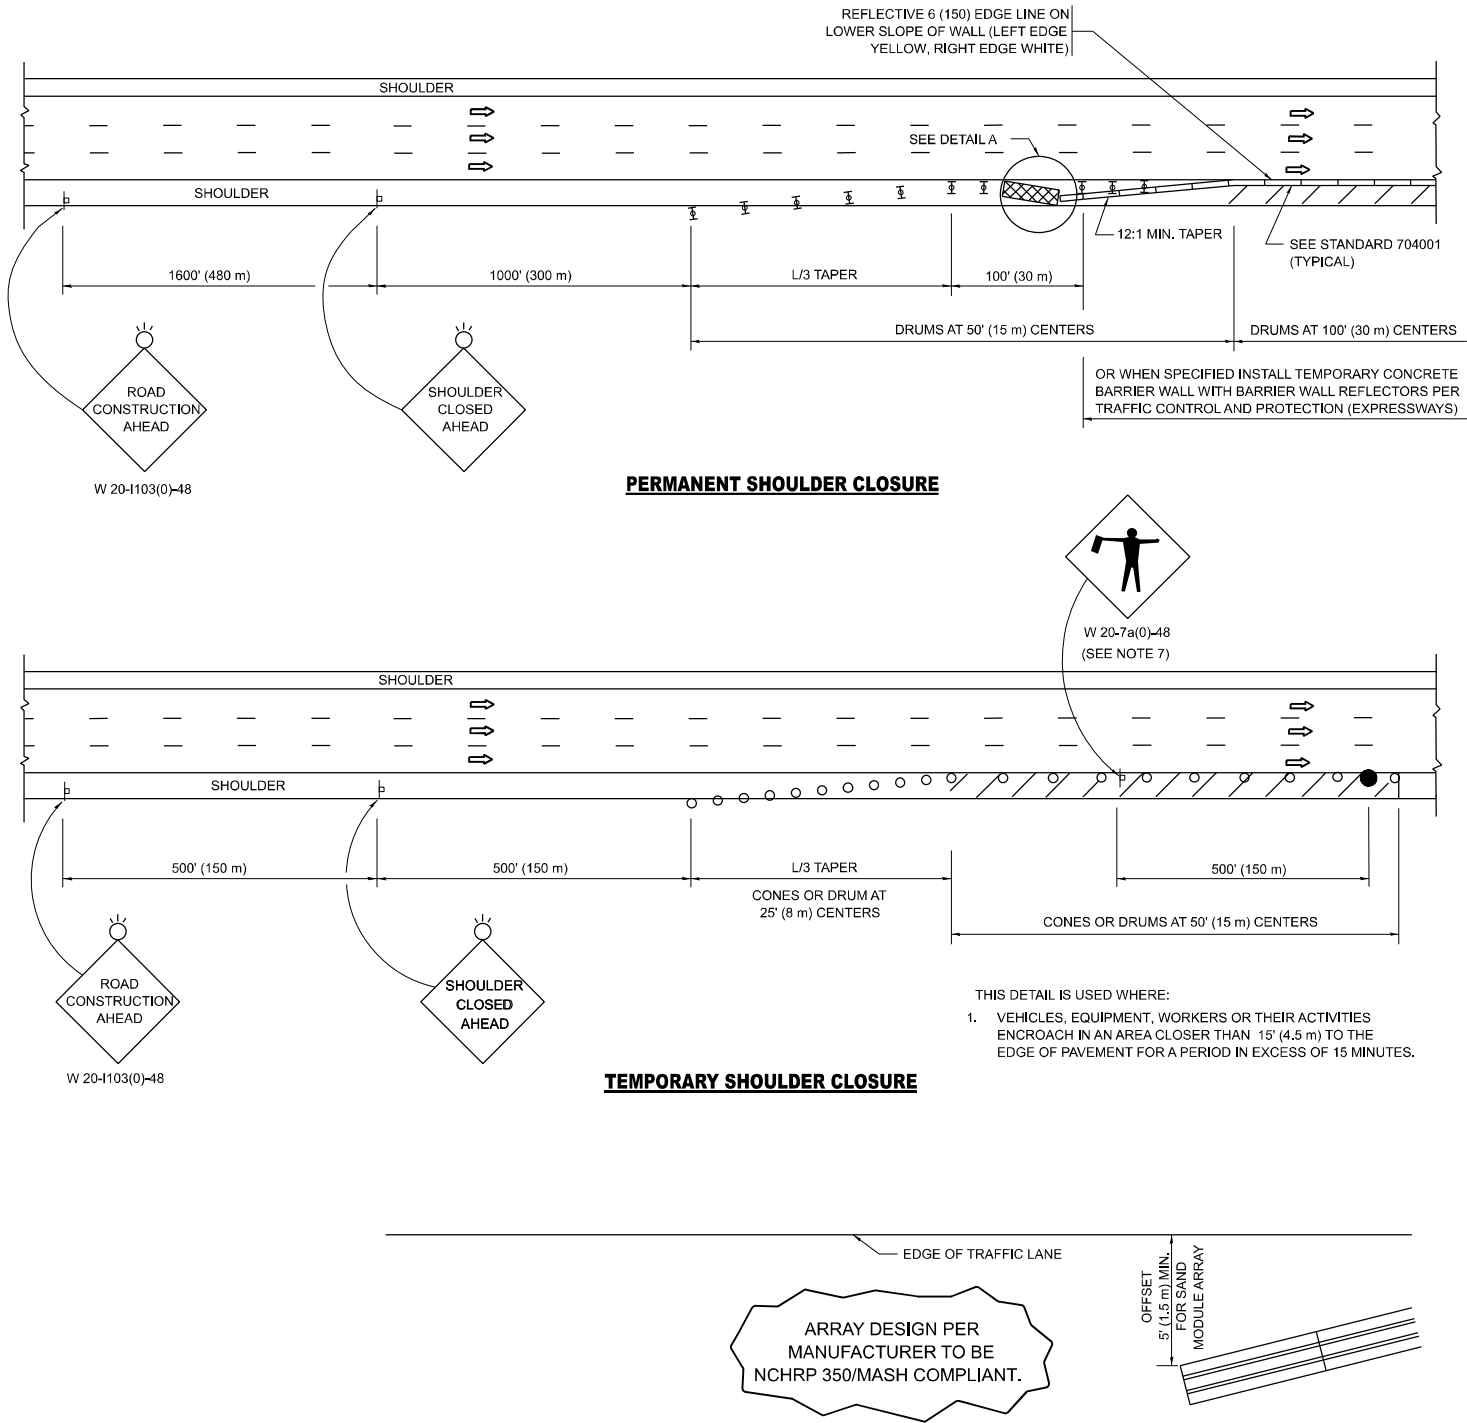 REFLECTIVE 6 (150) EDGE LINE ON
LOWER SLOPE OF WALL (LEFT EDGE
YELLOW, RIGHT EDGE WHITE)
SHOULDER
SEE DETAIL A
SHOULDER
12:1 MIN. TAPER
SEE STANDARD 704001
(TYPICAL)
1600' (480 m)
1000' (300 m)
L/3 TAPER
100' (30 m)
DRUMS AT 50' (15 m) CENTERS
DRUMS AT 100' (30 m) CENTERS
OR WHEN SPECIFIED INSTALL TEMPORARY CONCRETE
BARRIER WALL WITH BARRIER WALL REFLECTORS PER
TRAFFIC CONTROL AND PROTECTION (EXPRESSWAYS)
ROAD
CONSTRUCTION
AHEAD
W 20-I103(0)-48
SHOULDER
CLOSED
AHEAD
PERMANENT SHOULDER CLOSURE
W 20-7a(0)-48
(SEE NOTE 7)
SHOULDER
SHOULDER
500' (150 m)
500' (150 m)
L/3 TAPER
500' (150 m)
CONES OR DRUM AT
25' (8 m) CENTERS
CONES OR DRUMS AT 50' (15 m) CENTERS
ROAD
CONSTRUCTION
AHEAD
W 20-I103(0)-48
SHOULDER
CLOSED
AHEAD
THIS DETAIL IS USED WHERE:
1. VEHICLES, EQUIPMENT, WORKERS OR THEIR ACTIVITIES
ENCROACH IN AN AREA CLOSER THAN 15' (4.5 m) TO THE
EDGE OF PAVEMENT FOR A PERIOD IN EXCESS OF 15 MINUTES.
TEMPORARY SHOULDER CLOSURE
EDGE OF TRAFFIC LANE
OFFSET
5' (1.5 m) MIN.
FOR SAND
MODULE ARRAY
ARRAY DESIGN PER
MANUFACTURER TO BE
NCHRP 350/MASH COMPLIANT.